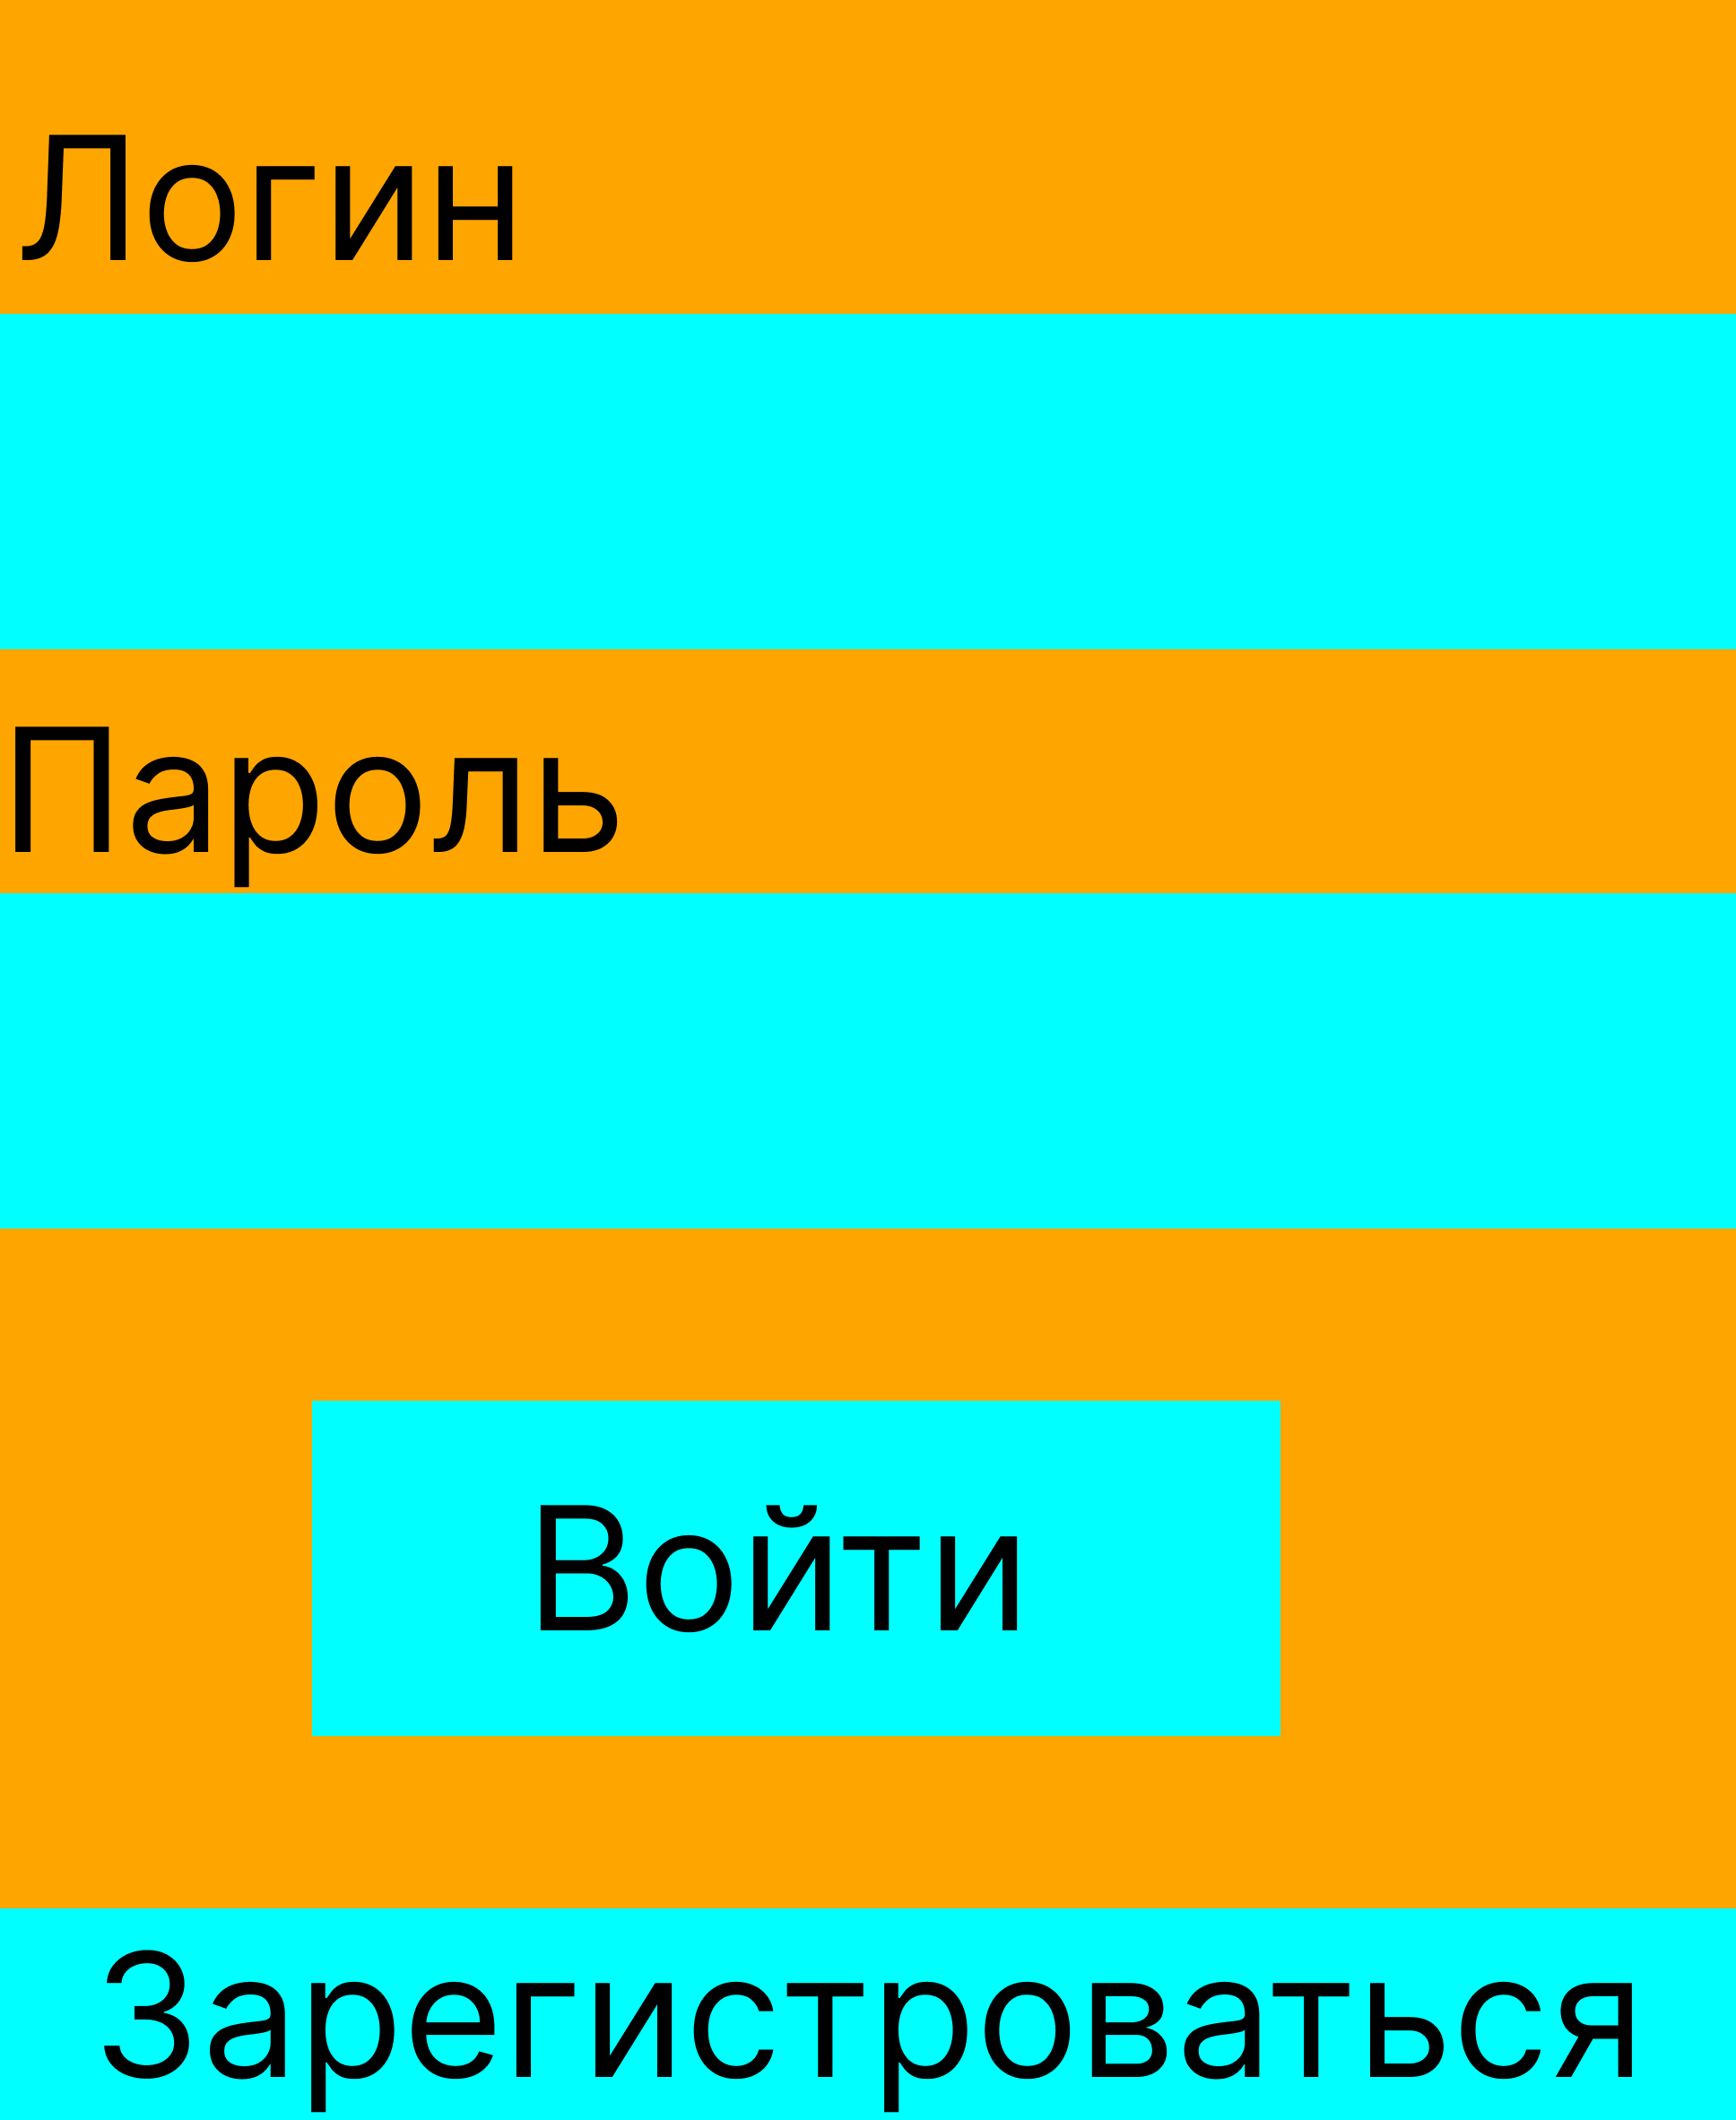 Логин
Пароль
Войти
Зарегистроваться